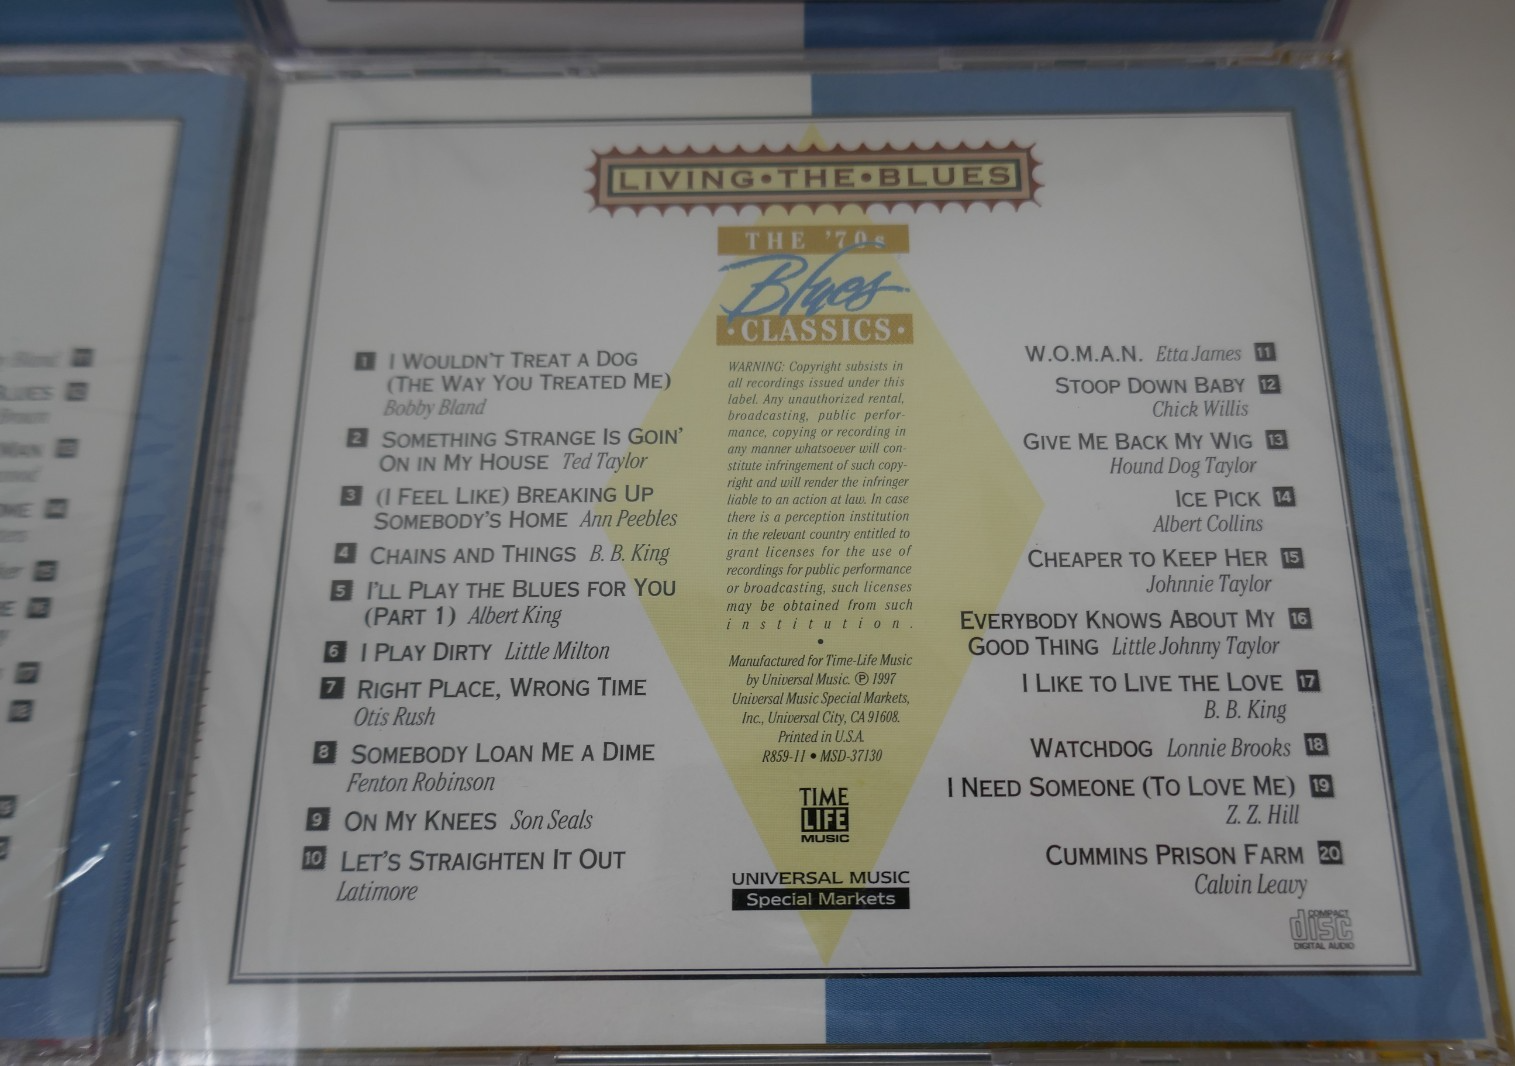 LIVING•THE•BLUES
THE '70s
Blues
•CLASSICS•
1 I WOULDN'T TREAT A DOG
(THE WAY YOU TREATED ME)
Bobby Bland
2 SOMETHING STRANGE IS GOIN'
ON IN MY HOUSE Ted Taylor
3 (I FEEL LIKE) BREAKING UP
SOMEBODY'S HOME Ann Peebles
4 CHAINS AND THINGS B. B. King
5 I'LL PLAY THE BLUES FOR YOU
(PART 1) Albert King
6 I PLAY DIRTY Little Milton
7 RIGHT PLACE, WRONG TIME
Otis Rush
8 SOMEBODY LOAN ME A DIME
Fenton Robinson
9 ON MY KNEES Son Seals
10 LET'S STRAIGHTEN IT OUT
Latimore
WARNING: Copyright subsists in
all recordings issued under this
label. Any unauthorized rental,
broadcasting, public perfor-
mance, copying or recording in
any manner whatsoever will con-
stitute infringement of such copy-
right and will render the infringer
liable to an action at law. In case
there is a perception institution
in the relevant country entitled to
grant licenses for the use of
recordings for public performance
or broadcasting, such licenses
may be obtained from such
institution.
•
Manufactured for Time-Life Music
by Universal Music. ℗ 1997
Universal Music Special Markets,
Inc., Universal City, CA 91608.
Printed in U.S.A.
R859-11 • MSD-37130
TIME
LIFE
MUSIC
UNIVERSAL MUSIC
Special Markets
W.O.M.A.N. Etta James 11
STOOP DOWN BABY 12
Chick Willis
GIVE ME BACK MY WIG 13
Hound Dog Taylor
ICE PICK 14
Albert Collins
CHEAPER TO KEEP HER 15
Johnnie Taylor
EVERYBODY KNOWS ABOUT MY 16
GOOD THING Little Johnny Taylor
I LIKE TO LIVE THE LOVE 17
B. B. King
WATCHDOG Lonnie Brooks 18
I NEED SOMEONE (TO LOVE ME) 19
Z. Z. Hill
CUMMINS PRISON FARM 20
Calvin Leavy
COMPACT
disc
DIGITAL AUDIO